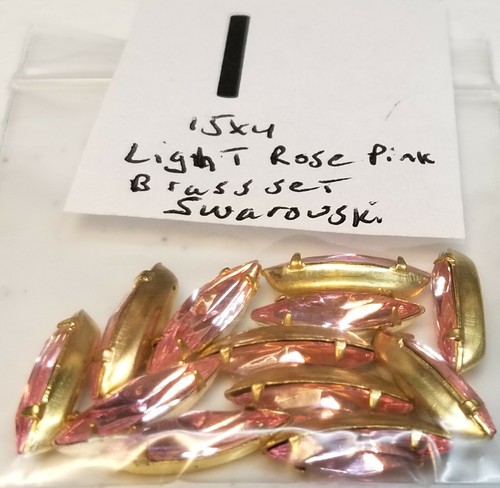 15x4
Light Rose Pink
Brass set
Swarovski